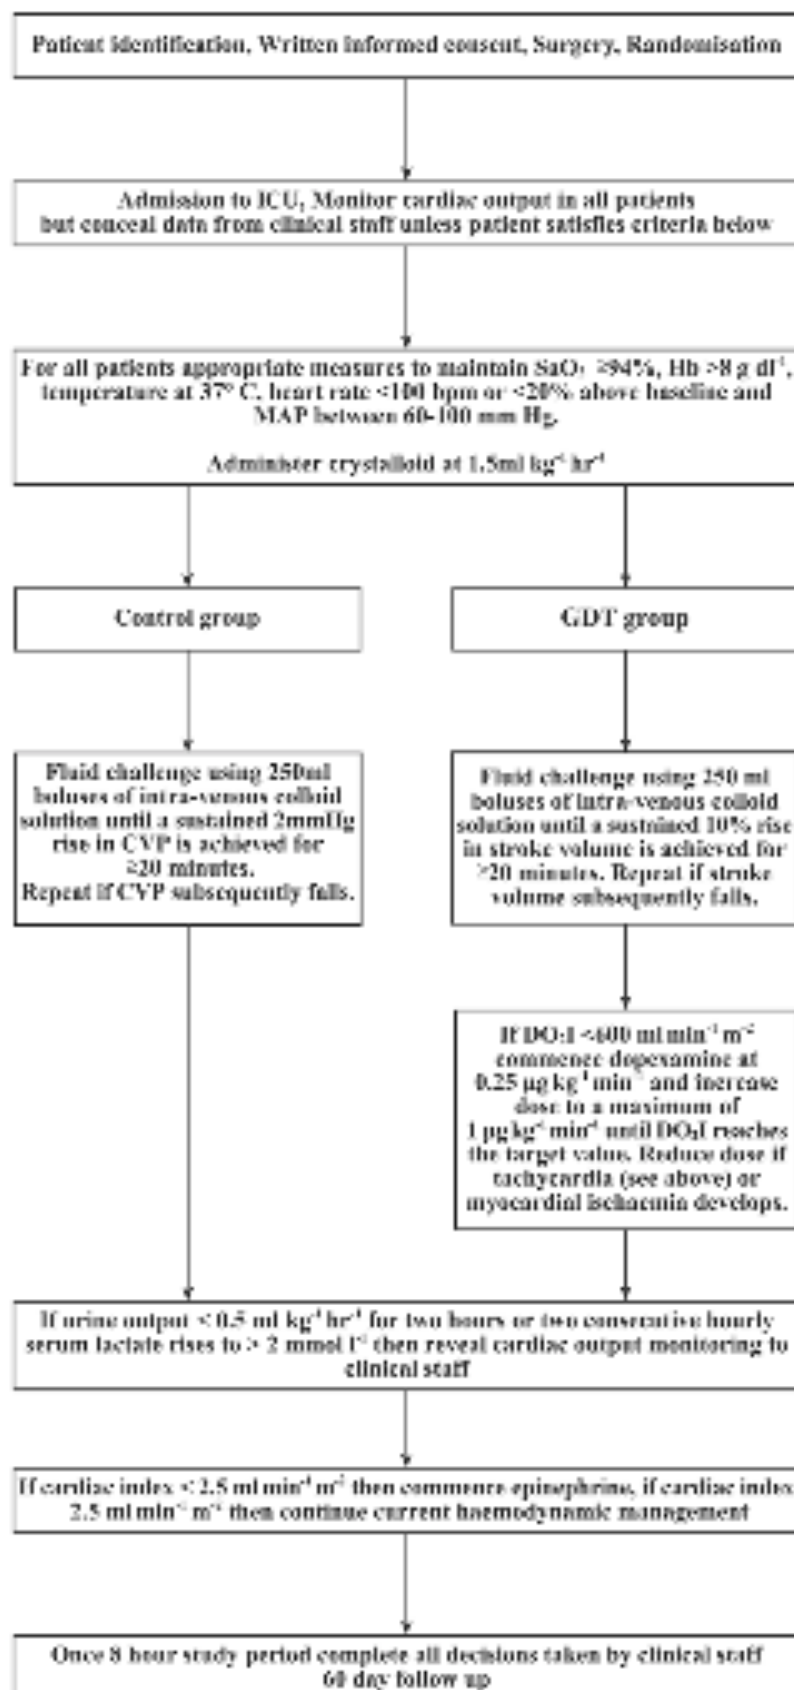 Patient identification, Written informed consent, Surgery, Randomisation
Admission to ICU, Monitor cardiac output in all patients
but conceal data from clinical staff unless patient satisfies criteria below
For all patients appropriate measures to maintain SaO₂ ≥94%, Hb >8 g dl⁻¹,
temperature at 37° C, heart rate <100 bpm or <20% above baseline and
MAP between 60-100 mm Hg.
Administer crystalloid at 1.5ml kg⁻¹ hr⁻¹
Control group
GDT group
Fluid challenge using 250ml
boluses of intra-venous colloid
solution until a sustained 2mmHg
rise in CVP is achieved for
≥20 minutes.
Repeat if CVP subsequently falls.
Fluid challenge using 250 ml
boluses of intra-venous colloid
solution until a sustained 10% rise
in stroke volume is achieved for
≥20 minutes. Repeat if stroke
volume subsequently falls.
If DO₂I <600 ml min⁻¹ m⁻²
commence dopexamine at
0.25 µg kg⁻¹ min⁻¹ and increase
dose to a maximum of
1 µg kg⁻¹ min⁻¹ until DO₂I reaches
the target value. Reduce dose if
tachycardia (see above) or
myocardial ischaemia develops.
If urine output < 0.5 ml kg⁻¹ hr⁻¹ for two hours or two consecutive hourly
serum lactate rises to > 2 mmol l⁻¹ then reveal cardiac output monitoring to
clinical staff
If cardiac index < 2.5 ml min⁻¹ m⁻² then commence epinephrine, if cardiac index
2.5 ml min⁻¹ m⁻² then continue current haemodynamic management
Once 8 hour study period complete all decisions taken by clinical staff
60 day follow up